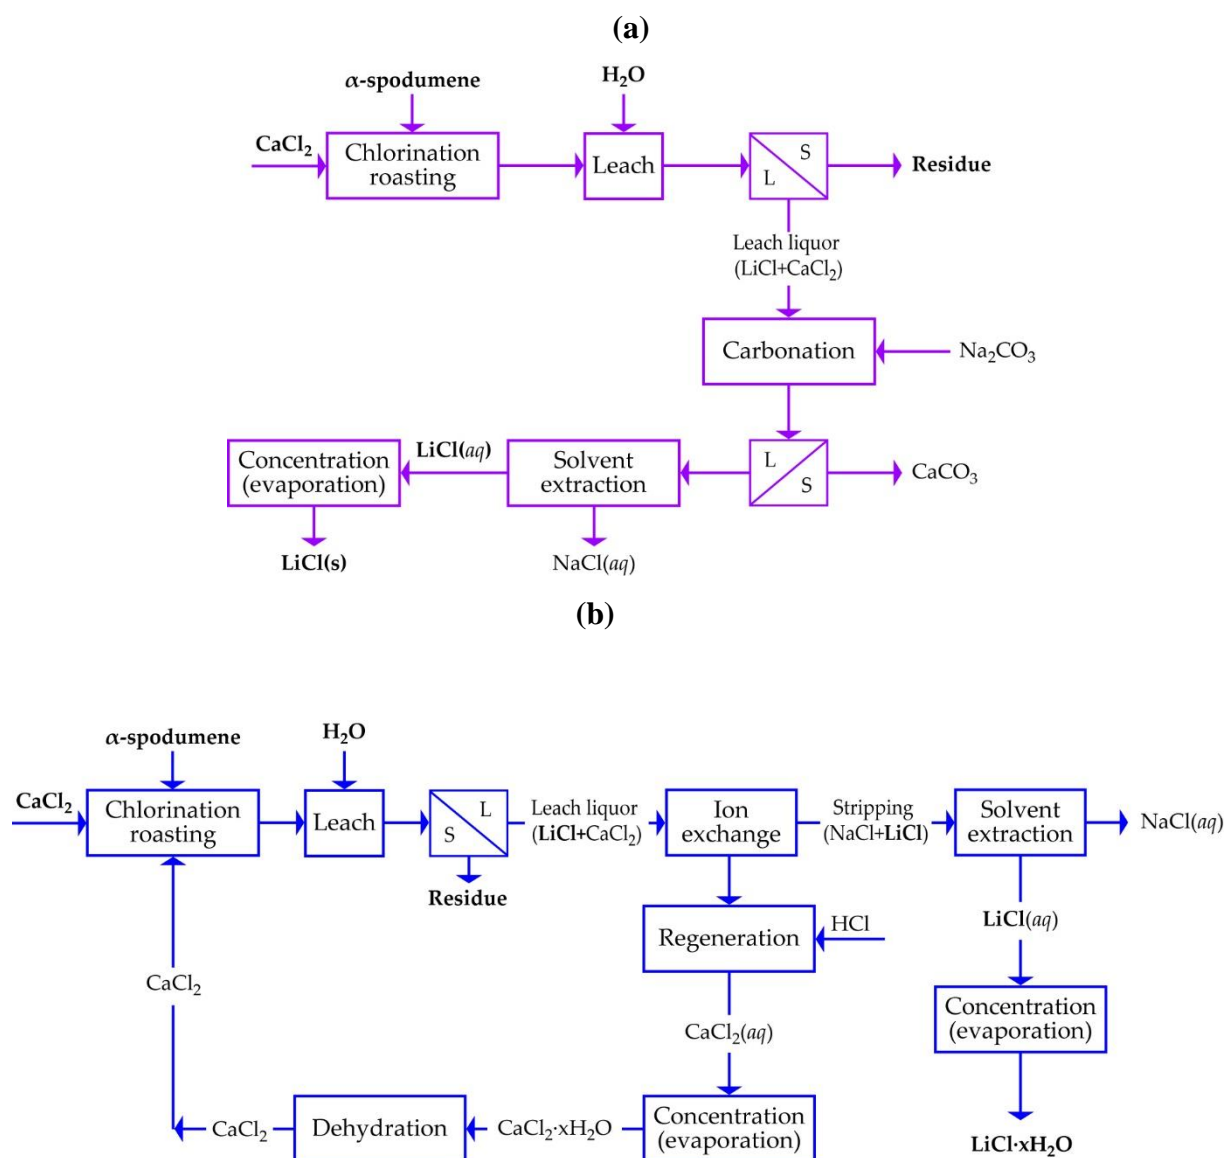 (a)
α-spodumene
H₂O
CaCl₂
Chlorination
roasting
Leach
S
L
Residue
Leach liquor
(LiCl+CaCl₂)
Carbonation
Na₂CO₃
Concentration
(evaporation)
LiCl(aq)
Solvent
extraction
L
S
CaCO₃
LiCl(s)
NaCl(aq)
(b)
α-spodumene
H₂O
CaCl₂
Chlorination
roasting
Leach
L
S
Leach liquor
(LiCl+CaCl₂)
Ion
exchange
Stripping
(NaCl+LiCl)
Solvent
extraction
NaCl(aq)
Residue
Regeneration
HCl
LiCl(aq)
CaCl₂
CaCl₂(aq)
Concentration
(evaporation)
CaCl₂
Dehydration
CaCl₂·xH₂O
Concentration
(evaporation)
LiCl·xH₂O